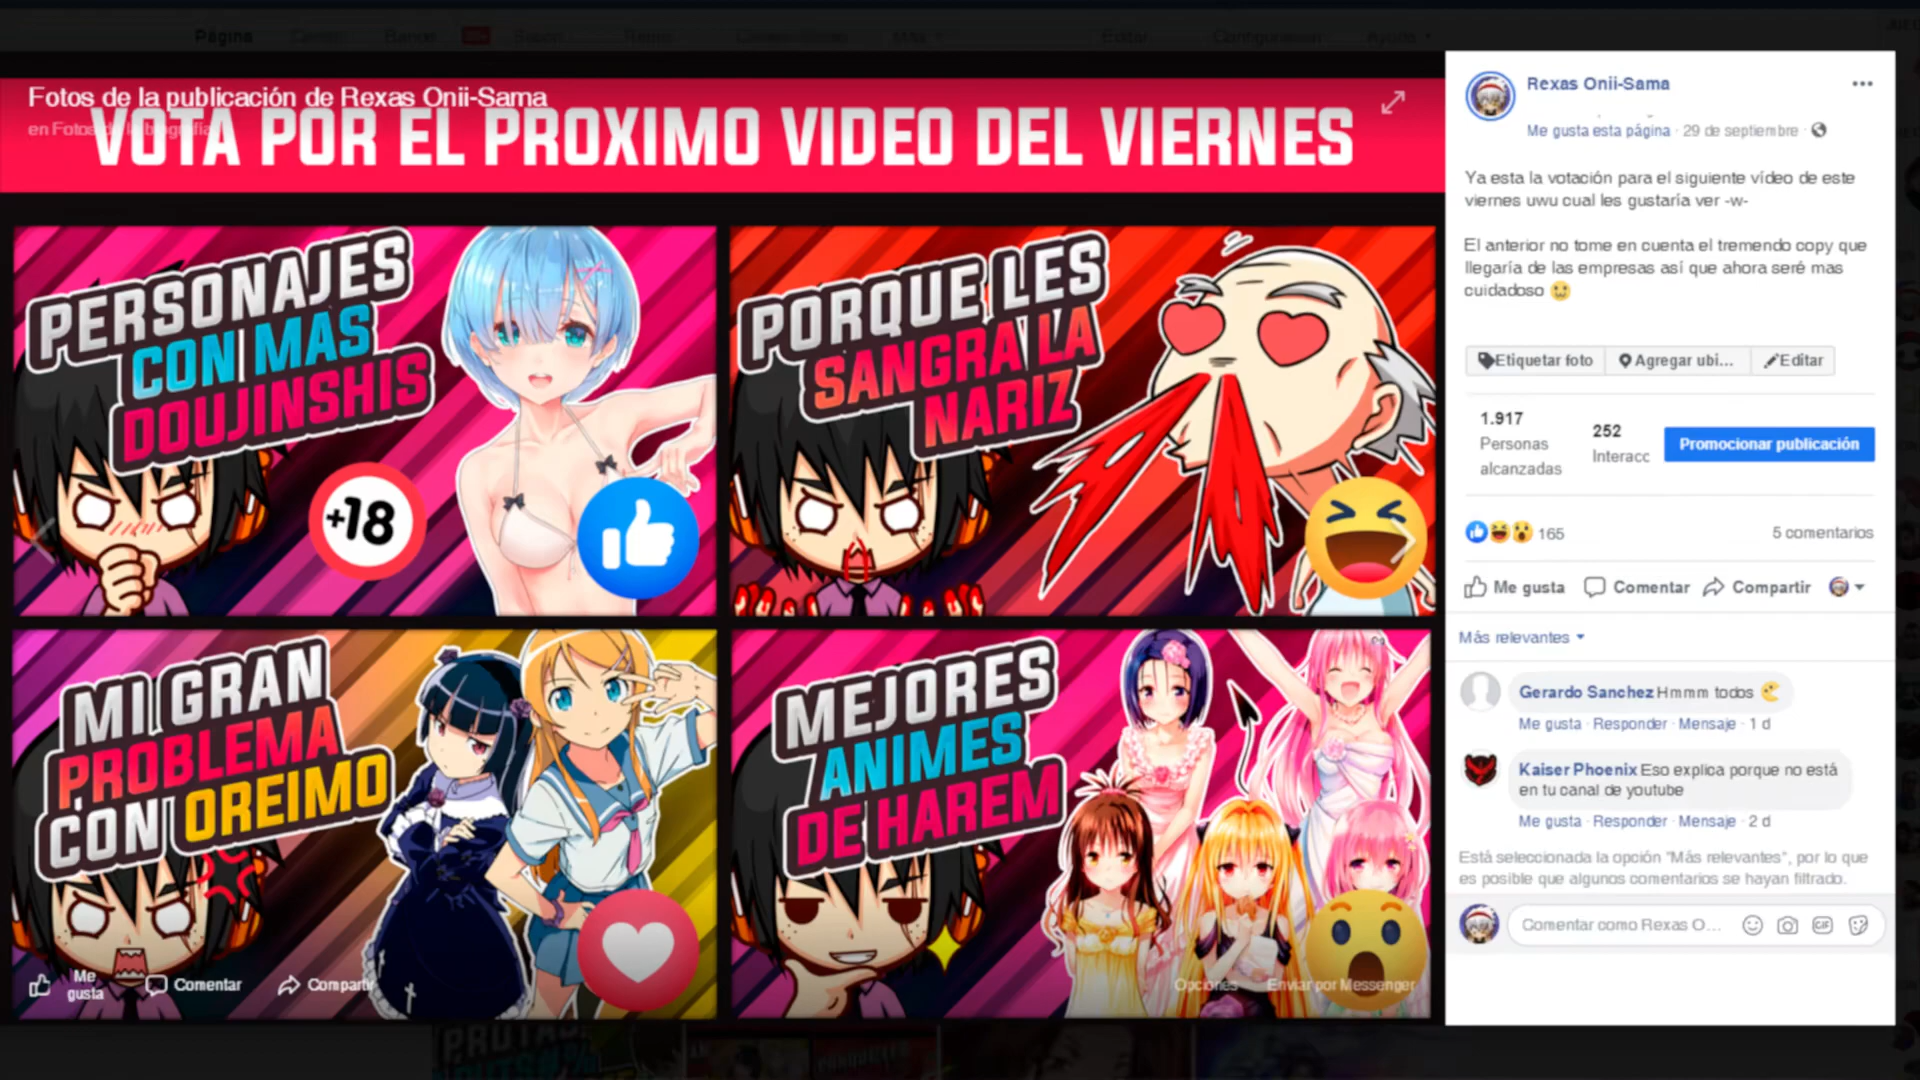 Página
Fotos de la publicación de Rexas Onii-Sama
VOTA POR EL PROXIMO VIDEO DEL VIERNES
PERSONAJES
CON MAS
DOUJINSHIS
+18
PORQUE LES
SANGRA LA
NARIZ
MI GRAN
PROBLEMA
CON OREIMO
MEJORES
ANIMES
DE HAREM
Me
gusta
Comentar
Compartir
Opciones
Enviar por Messenger
Rexas Onii-Sama
Me gusta esta página · 29 de septiembre ·
Ya esta la votación para el siguiente vídeo de este
viernes uwu cual les gustaría ver -w-
El anterior no tome en cuenta el tremendo copy que
llegaría de las empresas así que ahora seré mas
cuidadoso
Etiquetar foto
Agregar ubi...
Editar
1.917
Personas
alcanzadas
252
Interacc
Promocionar publicación
165
5 comentarios
Me gusta
Comentar
Compartir
Más relevantes
Gerardo Sanchez Hmmm todos
Me gusta · Responder · Mensaje · 1 d
Kaiser Phoenix Eso explica porque no está
en tu canal de youtube
Me gusta · Responder · Mensaje · 2 d
Está seleccionada la opción "Más relevantes", por lo que
es posible que algunos comentarios se hayan filtrado.
Comentar como Rexas O...
GIF